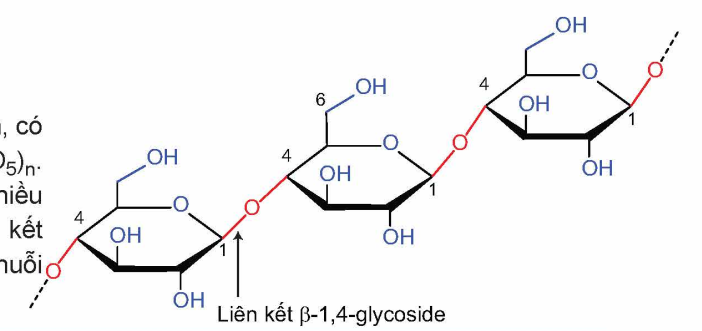 OH
O
4
OH
1
OH
6
OH
O
O
4
OH
1
OH
OH
O
O
4
OH
1
OH
O
O
, có
O₅)ₙ.
hiều
kết
huỗi
Liên kết β-1,4-glycoside